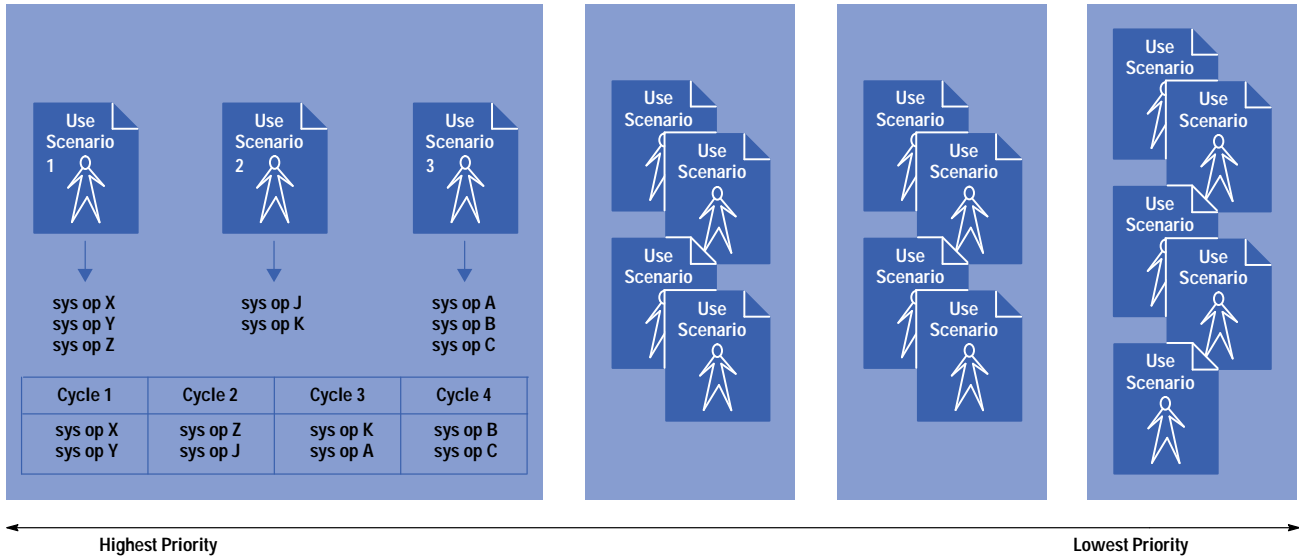 Use
Scenario
1
Use
Scenario
2
Use
Scenario
3
sys op X
sys op Y
sys op Z
sys op J
sys op K
sys op A
sys op B
sys op C
Cycle 1 Cycle 2 Cycle 3 Cycle 4
sys op X sys op Z sys op K sys op B
sys op Y sys op J sys op A sys op C
Use
Scenario
Use
Scenario
Use
Scenario
Use
Scenario
Use
Scenario
Use
Scenario
Use
Scenario
Use
Scenario
Use
Scenario
Use
Scenario
Use
Scenario
Use
Scenario
Use
Scenario
Highest Priority Lowest Priority